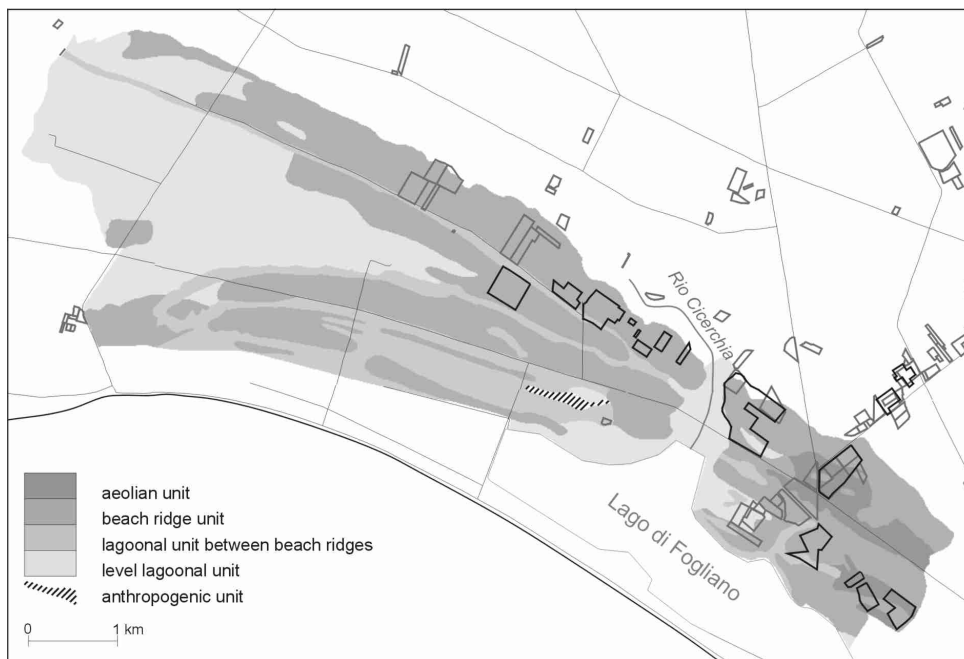 Rio Cicerchia
Lago di Fogliano
aeolian unit
beach ridge unit
lagoonal unit between beach ridges
level lagoonal unit
anthropogenic unit
0 1 km